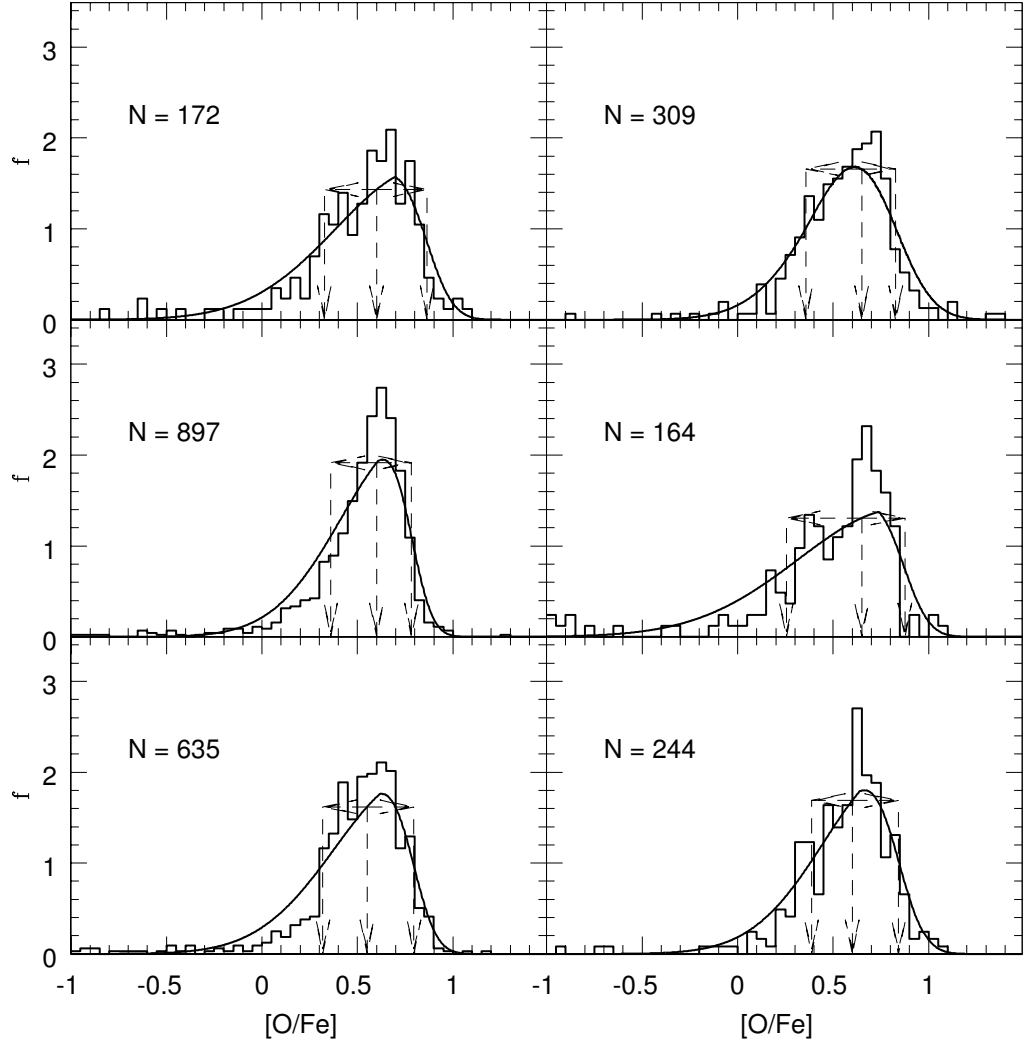 3
2
1
0
f
N = 172
N = 309
3
2
1
0
f
N = 897
N = 164
3
2
1
0
f
N = 635
N = 244
-1 -0.5 0 0.5 1 -1 -0.5 0 0.5 1
[O/Fe] [O/Fe]